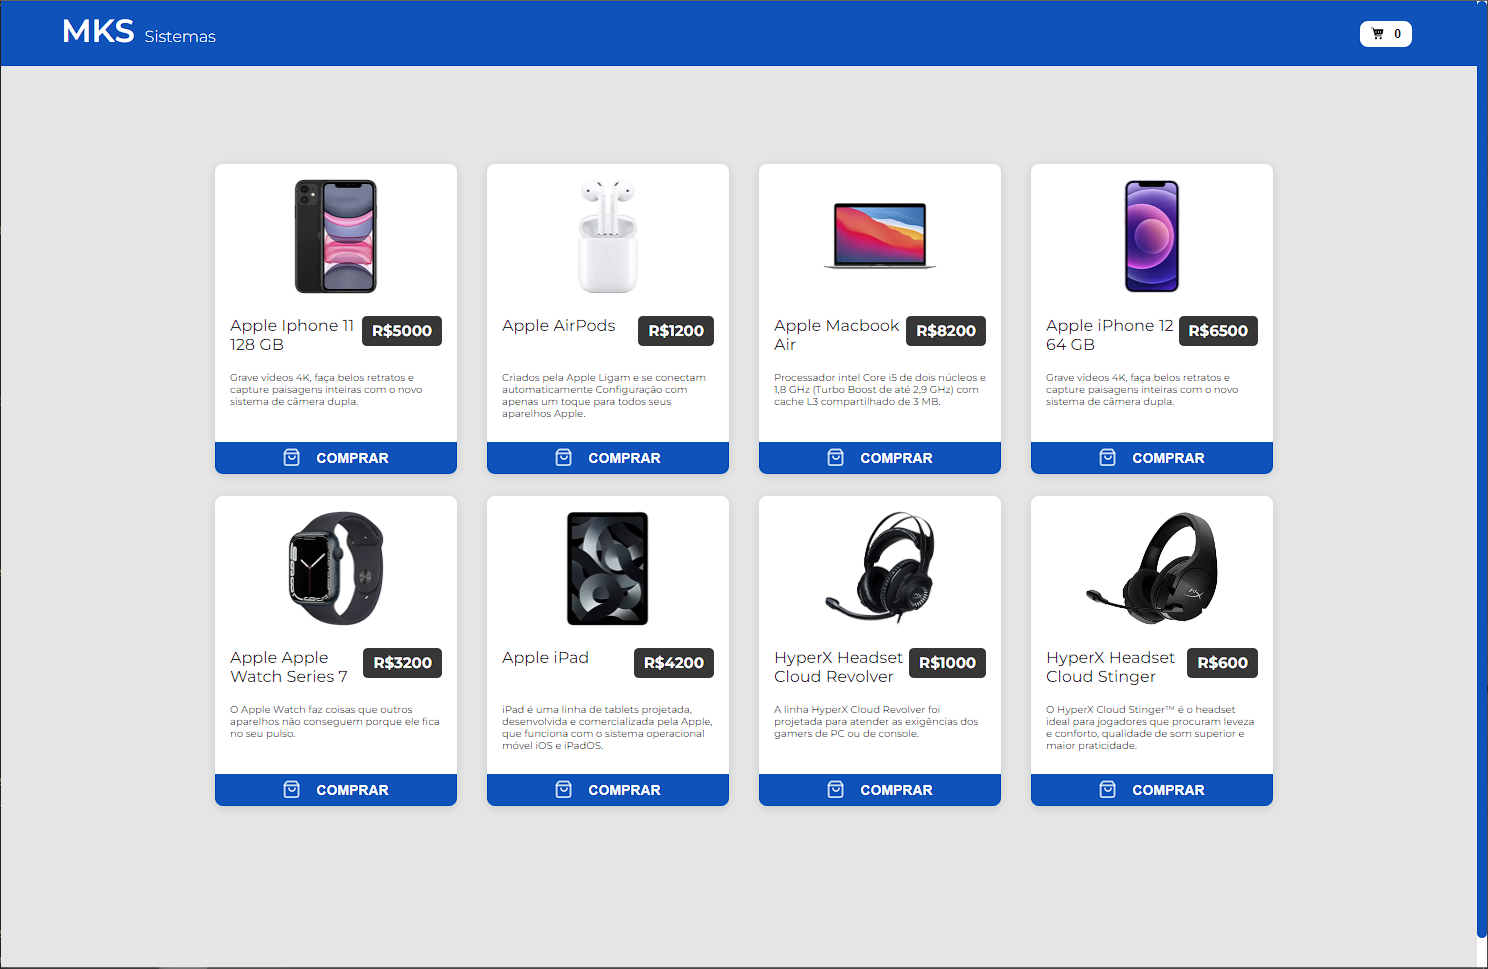 MKS Sistemas
0
Apple Iphone 11
128 GB
R$5000
Grave vídeos 4K, faça belos retratos e
capture paisagens inteiras com o novo
sistema de câmera dupla.
COMPRAR
Apple AirPods
R$1200
Criados pela Apple Ligam e se conectam
automaticamente Configuração com
apenas um toque para todos seus
aparelhos Apple.
COMPRAR
Apple Macbook
Air
R$8200
Processador intel Core i5 de dois núcleos e
1,8 GHz (Turbo Boost de até 2,9 GHz) com
cache L3 compartilhado de 3 MB.
COMPRAR
Apple iPhone 12
64 GB
R$6500
Grave vídeos 4K, faça belos retratos e
capture paisagens inteiras com o novo
sistema de câmera dupla.
COMPRAR
Apple Apple
Watch Series 7
R$3200
O Apple Watch faz coisas que outros
aparelhos não conseguem porque ele fica
no seu pulso.
COMPRAR
Apple iPad
R$4200
iPad é uma linha de tablets projetada,
desenvolvida e comercializada pela Apple,
que funciona com o sistema operacional
móvel iOS e iPadOS.
COMPRAR
HyperX Headset
Cloud Revolver
R$1000
A linha HyperX Cloud Revolver foi
projetada para atender as exigências dos
gamers de PC ou de console.
COMPRAR
HyperX Headset
Cloud Stinger
R$600
O HyperX Cloud Stinger™ é o headset
ideal para jogadores que procuram leveza
e conforto, qualidade de som superior e
maior praticidade.
COMPRAR